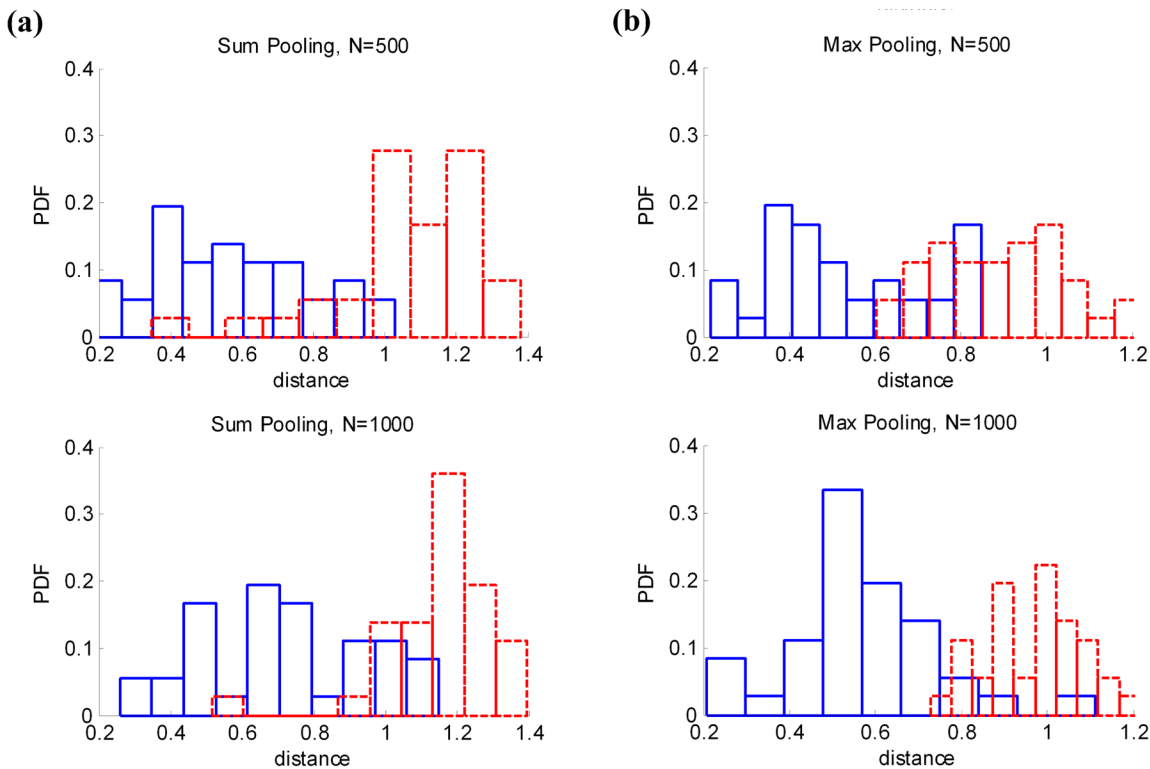 (a)
Sum Pooling, N=500
0.4
0.3
0.2
0.1
0
PDF
0.2 0.4 0.6 0.8 1 1.2 1.4
distance
Sum Pooling, N=1000
0.4
0.3
0.2
0.1
0
PDF
0.2 0.4 0.6 0.8 1 1.2 1.4
distance
(b)
Max Pooling, N=500
0.4
0.3
0.2
0.1
0
PDF
0.2 0.4 0.6 0.8 1 1.2
distance
Max Pooling, N=1000
0.4
0.3
0.2
0.1
0
PDF
0.2 0.4 0.6 0.8 1 1.2
distance